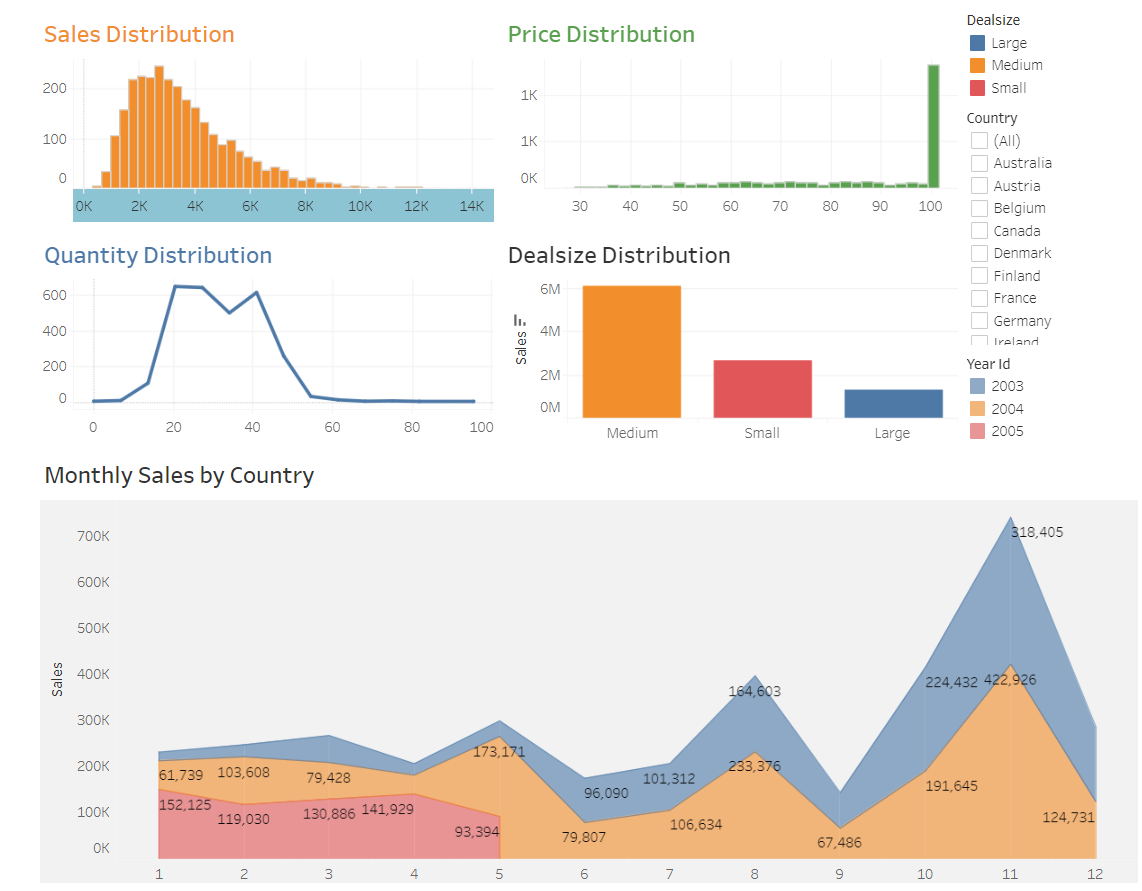 Sales Distribution
200
100
0
0K 2K 4K 6K 8K 10K 12K 14K
Price Distribution
1K
1K
0K
30 40 50 60 70 80 90 100
Dealsize
Large
Medium
Small
Country
(All)
Australia
Austria
Belgium
Canada
Denmark
Finland
France
Germany
Ireland
Quantity Distribution
600
400
200
0
0 20 40 60 80 100
Dealsize Distribution
Sales
6M
4M
2M
0M
Medium Small Large
Year Id
2003
2004
2005
Monthly Sales by Country
Sales
700K
600K
500K
400K
300K
200K
100K
0K
318,405
224,432 422,926
164,603
173,171
233,376
61,739 103,608 79,428
101,312
96,090
191,645
152,125
119,030 130,886 141,929
93,394
79,807 106,634 67,486 124,731
1 2 3 4 5 6 7 8 9 10 11 12